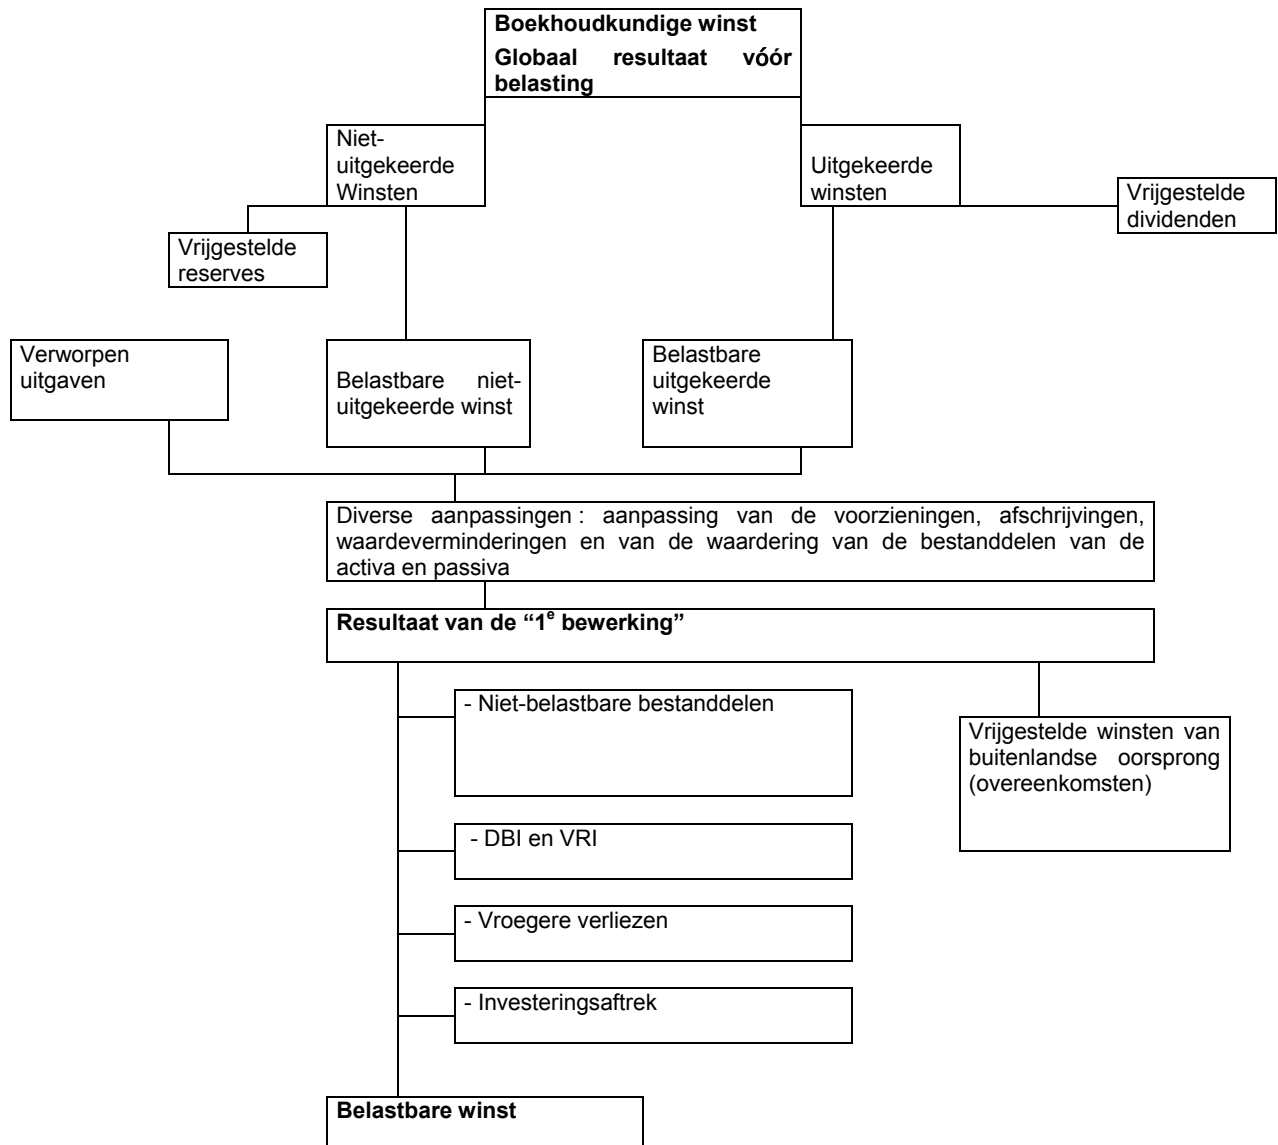 Boekhoudkundige winst
Globaal resultaat vóór
belasting
Niet-
uitgekeerde
Winsten
Uitgekeerde
winsten
Vrijgestelde
dividenden
Vrijgestelde
reserves
Verworpen
uitgaven
Belastbare niet-
uitgekeerde winst
Belastbare
uitgekeerde
winst
Diverse aanpassingen : aanpassing van de voorzieningen, afschrijvingen,
waardeverminderingen en van de waardering van de bestanddelen van de
activa en passiva
Resultaat van de “1e bewerking”
- Niet-belastbare bestanddelen
Vrijgestelde winsten van
buitenlandse oorsprong
(overeenkomsten)
- DBI en VRI
- Vroegere verliezen
- Investeringsaftrek
Belastbare winst